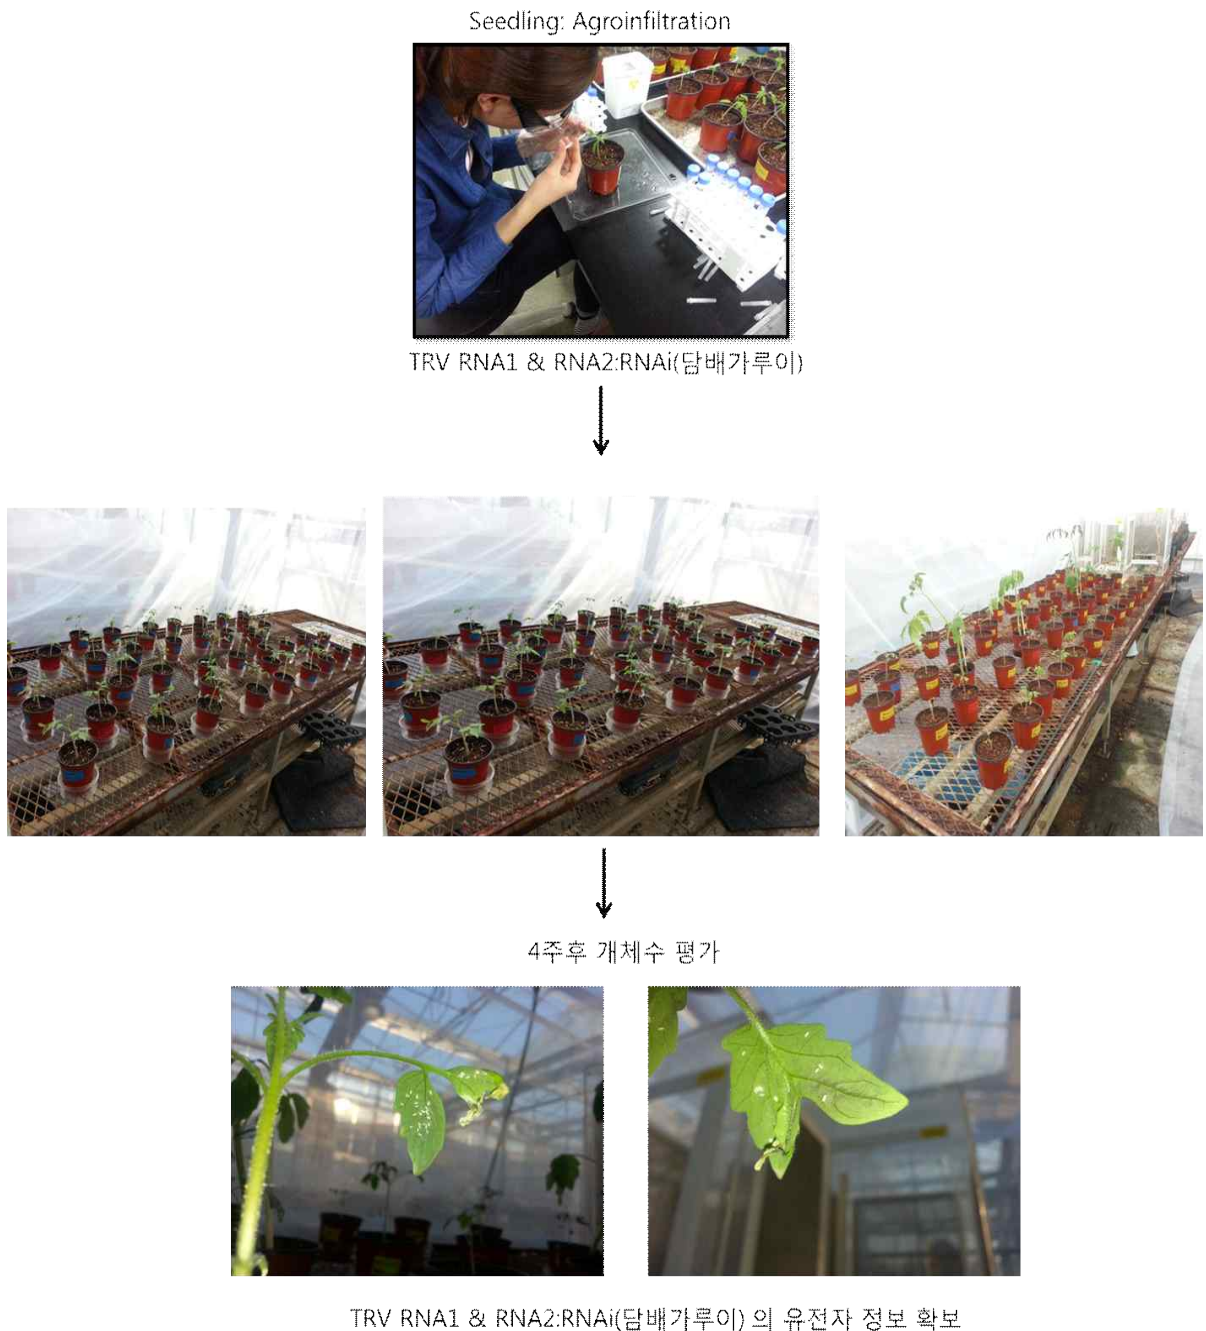 Seedling: Agroinfiltration
TRV RNA1 & RNA2:RNAi(담배가루이)
4주후 개체수 평가
TRV RNA1 & RNA2:RNAi(담배가루이) 의 유전자 정보 확보